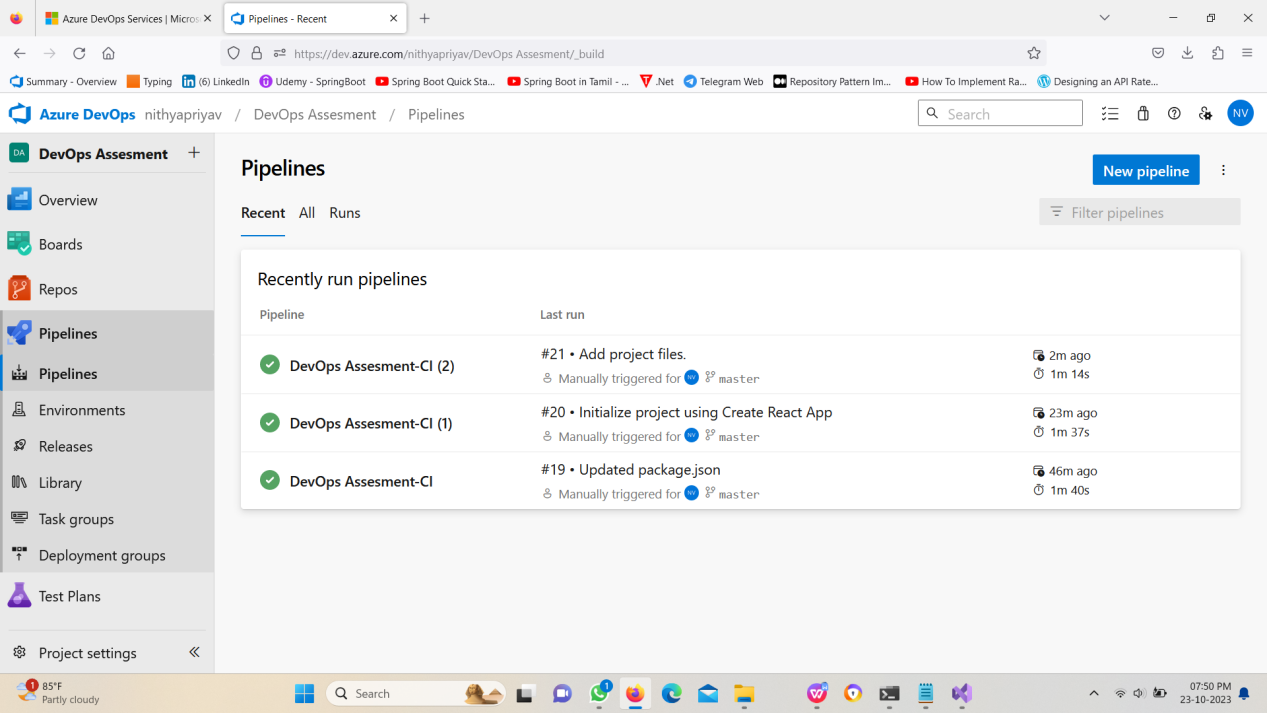 Azure DevOps Services | Micros
Pipelines - Recent
https://dev.azure.com/nithyapriyav/DevOps Assesment/_build
Summary - Overview
Typing
(6) LinkedIn
Udemy - SpringBoot
Spring Boot Quick Sta...
Spring Boot in Tamil - ...
.Net
Telegram Web
Repository Pattern Im...
How To Implement Ra...
Designing an API Rate...
Azure DevOps nithyapriyav / DevOps Assesment / Pipelines
Search
NV
DA DevOps Assesment
Overview
Boards
Repos
Pipelines
Pipelines
Environments
Releases
Library
Task groups
Deployment groups
Test Plans
Project settings
Pipelines
New pipeline
Recent All Runs
Filter pipelines
Recently run pipelines
Pipeline Last run
DevOps Assesment-CI (2)
#21 • Add project files.
Manually triggered for NV master
2m ago
1m 14s
DevOps Assesment-CI (1)
#20 • Initialize project using Create React App
Manually triggered for NV master
23m ago
1m 37s
DevOps Assesment-CI
#19 • Updated package.json
Manually triggered for NV master
46m ago
1m 40s
1
85°F
Partly cloudy
Search
1
07:50 PM
23-10-2023